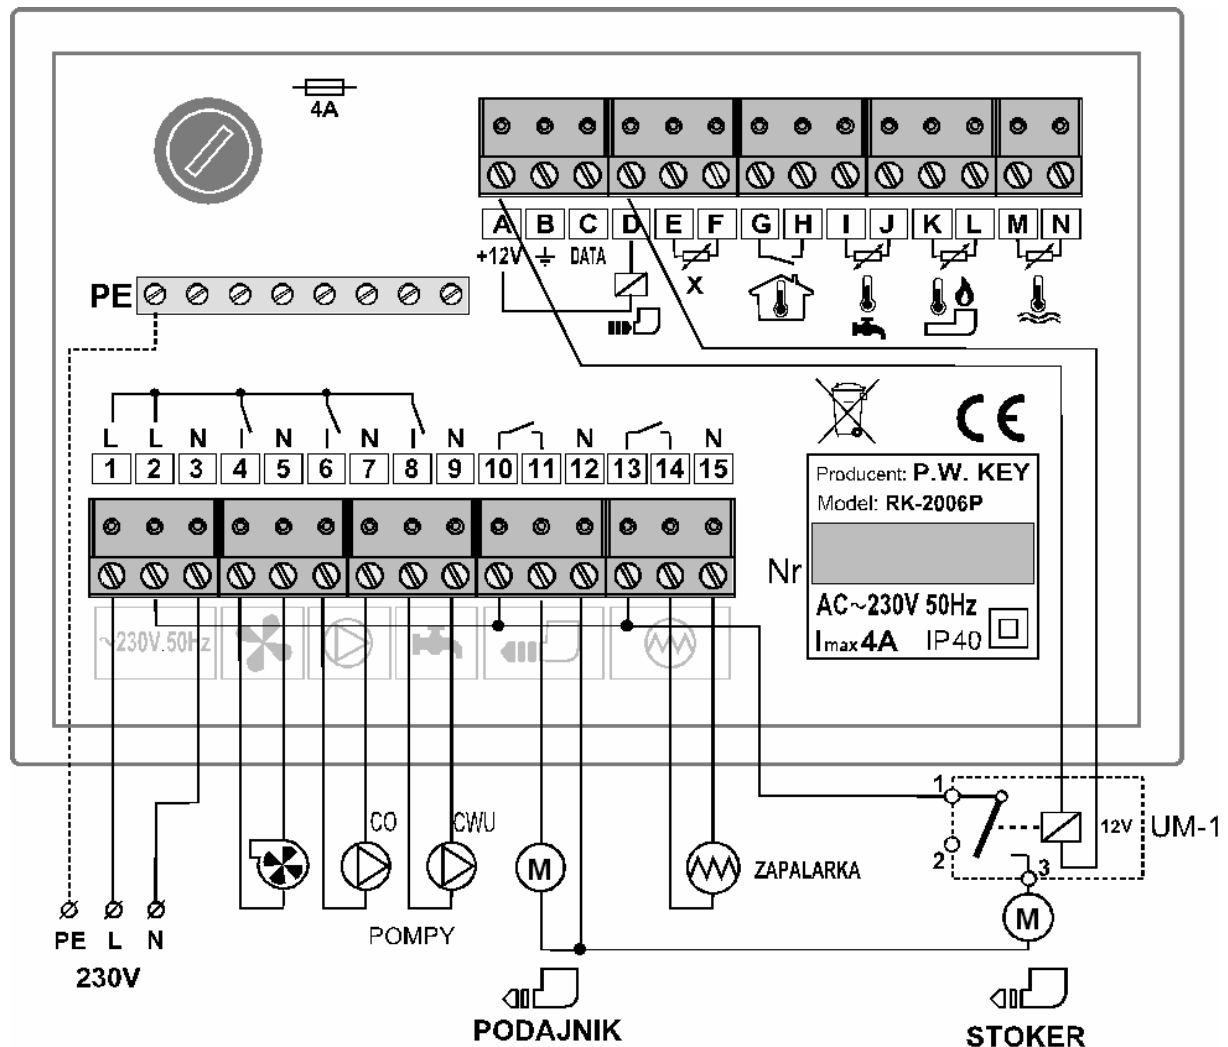 4A
A B C D E F G H I J K L M N
+12V DATA
X
PE
L L N I N I N I N N N
1 2 3 4 5 6 7 8 9 10 11 12 13 14 15
CE
Producent: P.W. KEY
Model: RK-2006P
Nr
AC~230V 50Hz
Imax 4A IP40
~230V.50Hz
1
2
3
12V
UM-1
CO
CWU
M
ZAPALARKA
M
POMPY
PE L N
230V
PODAJNIK
STOKER